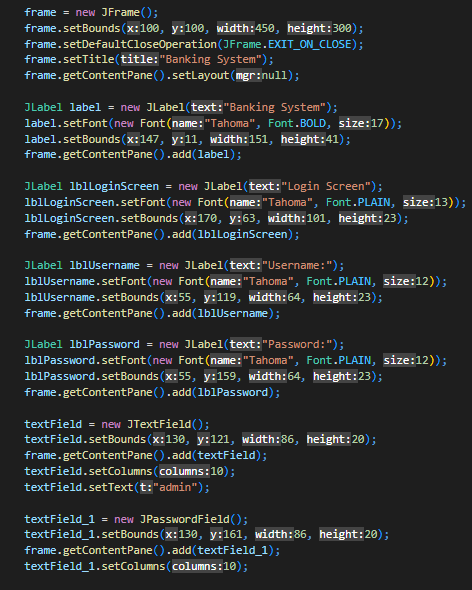 frame = new JFrame();
frame.setBounds(x:100, y:100, width:450, height:300);
frame.setDefaultCloseOperation(JFrame.EXIT_ON_CLOSE);
frame.setTitle(title:"Banking System");
frame.getContentPane().setLayout(mgr:null);

JLabel label = new JLabel(text:"Banking System");
label.setFont(new Font(name:"Tahoma", Font.BOLD, size:17));
label.setBounds(x:147, y:11, width:151, height:41);
frame.getContentPane().add(label);

JLabel lblLoginScreen = new JLabel(text:"Login Screen");
lblLoginScreen.setFont(new Font(name:"Tahoma", Font.PLAIN, size:13));
lblLoginScreen.setBounds(x:170, y:63, width:101, height:23);
frame.getContentPane().add(lblLoginScreen);

JLabel lblUsername = new JLabel(text:"Username:");
lblUsername.setFont(new Font(name:"Tahoma", Font.PLAIN, size:12));
lblUsername.setBounds(x:55, y:119, width:64, height:23);
frame.getContentPane().add(lblUsername);

JLabel lblPassword = new JLabel(text:"Password:");
lblPassword.setFont(new Font(name:"Tahoma", Font.PLAIN, size:12));
lblPassword.setBounds(x:55, y:159, width:64, height:23);
frame.getContentPane().add(lblPassword);

textField = new JTextField();
textField.setBounds(x:130, y:121, width:86, height:20);
frame.getContentPane().add(textField);
textField.setColumns(columns:10);
textField.setText(t:"admin");

textField_1 = new JPasswordField();
textField_1.setBounds(x:130, y:161, width:86, height:20);
frame.getContentPane().add(textField_1);
textField_1.setColumns(columns:10);